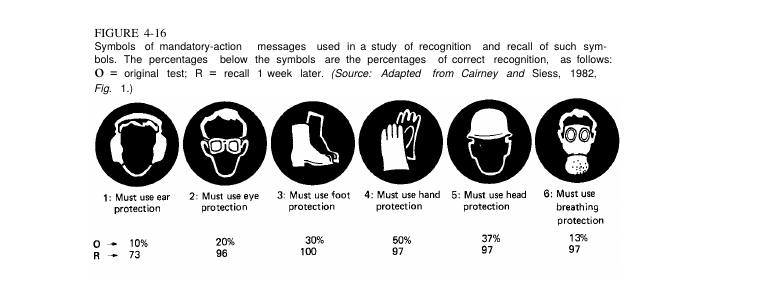 FIGURE 4-16
Symbols of mandatory-action messages used in a study of recognition and recall of such sym-
bols. The percentages below the symbols are the percentages of correct recognition, as follows:
O = original test; R = recall 1 week later. (Source: Adapted from Cairney and Siess, 1982,
Fig. 1.)
1: Must use ear protection
2: Must use eye protection
3: Must use foot protection
4: Must use hand protection
5: Must use head protection
6: Must use breathing protection
O → 10% 20% 30% 50% 37% 13%
R → 73 96 100 97 97 97